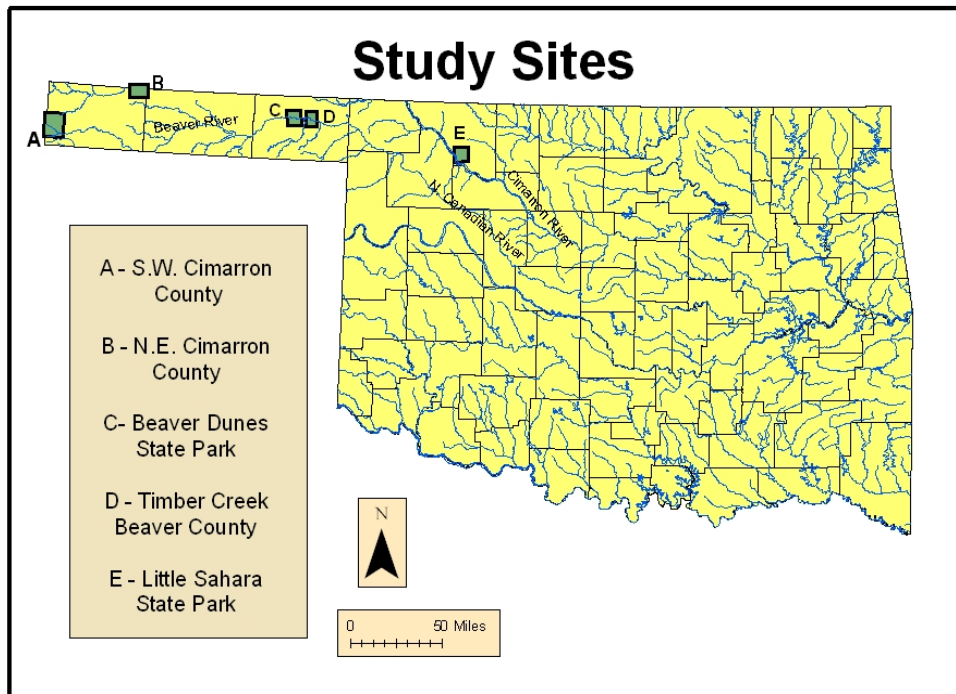 Study Sites
B
A
C
D
E
Beaver River
Cimarron River
N. Canadian River
A - S.W. Cimarron
County
B - N.E. Cimarron
County
C- Beaver Dunes
State Park
D - Timber Creek
Beaver County
E - Little Sahara
State Park
N
0 50 Miles